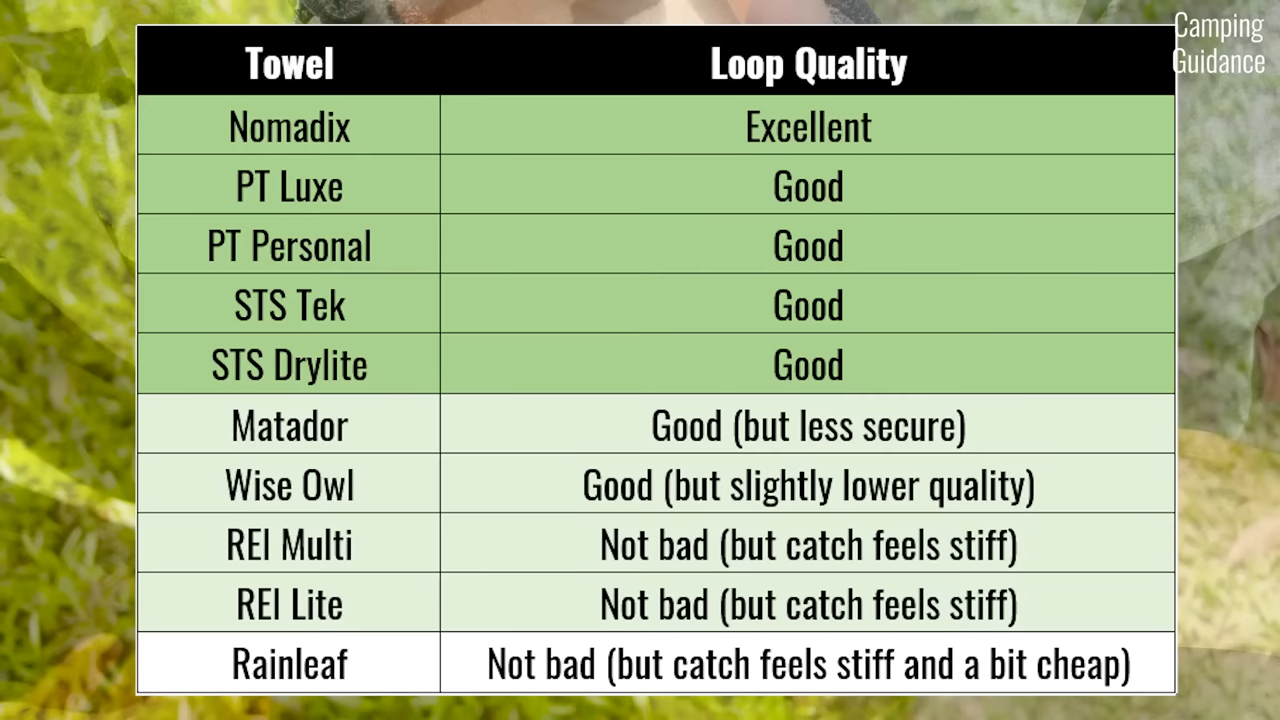 Camping
Guidance
Towel Loop Quality
Nomadix Excellent
PT Luxe Good
PT Personal Good
STS Tek Good
STS Drylite Good
Matador Good (but less secure)
Wise Owl Good (but slightly lower quality)
REI Multi Not bad (but catch feels stiff)
REI Lite Not bad (but catch feels stiff)
Rainleaf Not bad (but catch feels stiff and a bit cheap)